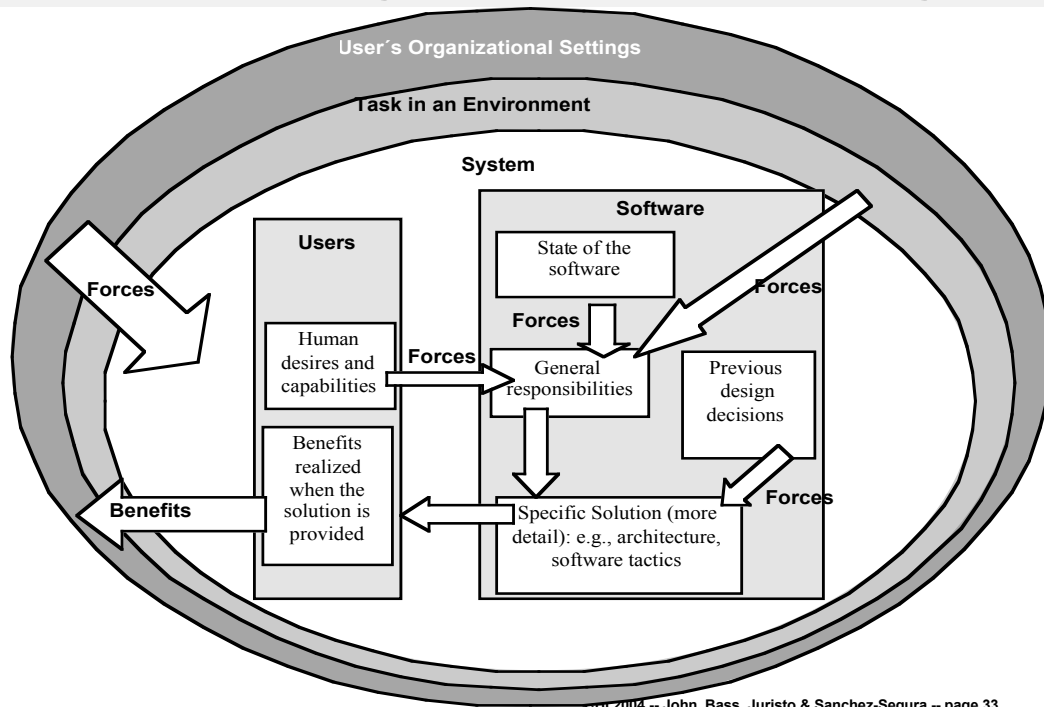 User´s Organizational Settings
Task in an Environment
System
Users
Software
State of the
software
Forces
Forces
Forces
Human
desires and
capabilities
Forces
General
responsibilities
Previous
design
decisions
Benefits
realized
when the
solution is
provided
Benefits
Forces
Specific Solution (more
detail): e.g., architecture,
software tactics
2004 -- John, Bass, Juristo & Sanchez-Segura -- page 33